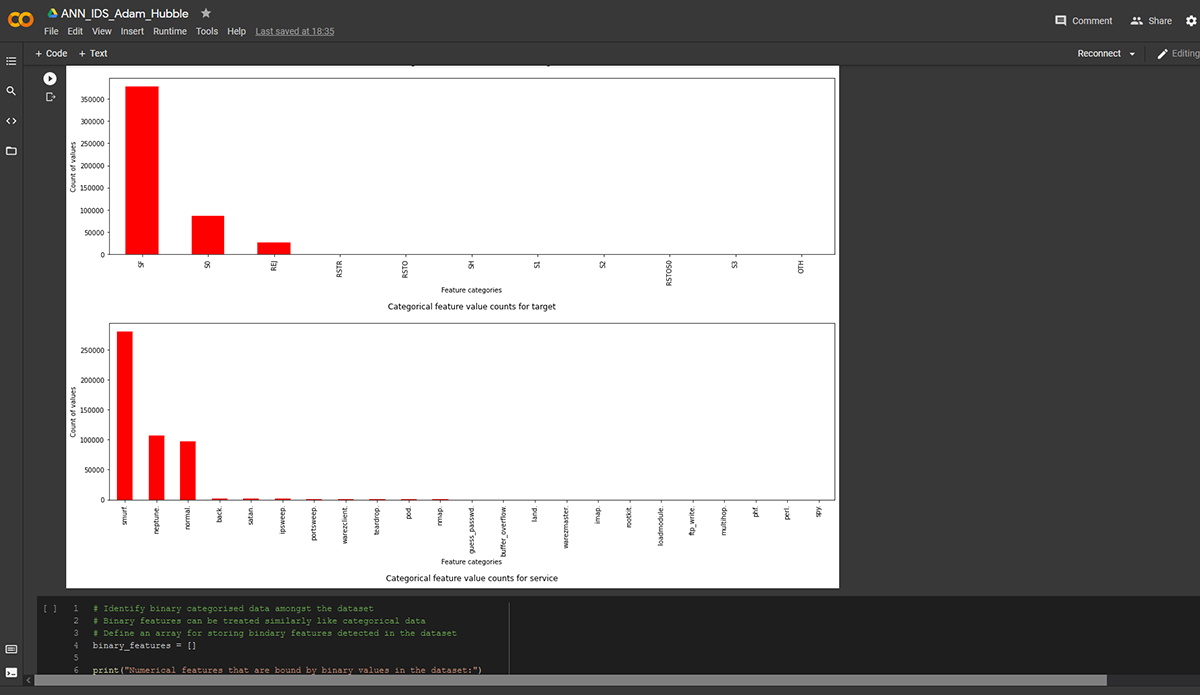 ANN_IDS_Adam_Hubble
Comment
Share
File Edit View Insert Runtime Tools Help Last saved at 18:35
+ Code + Text
Reconnect
Editing
350000
300000
250000
200000
150000
100000
50000
0
Count of values
SF S0 REJ RSTR RSTO SH S1 S2 RSTOS0 S3 OTH
Feature categories
Categorical feature value counts for target
250000
200000
150000
100000
50000
0
Count of values
smurf. neptune. normal. back. satan. ipsweep. portsweep. warezclient. teardrop. pod. nmap. guess_passwd. buffer_overflow. land. warezmaster. imap. rootkit. loadmodule. ftp_write. multihop. phf. perl. spy.
Feature categories
Categorical feature value counts for service
[ ] 1 # Identify binary categorised data amongst the dataset
2 # Binary features can be treated similarly like categorical data
3 # Define an array for storing bindary features detected in the dataset
4 binary_features = []
5
6 print("Numerical features that are bound by binary values in the dataset:")